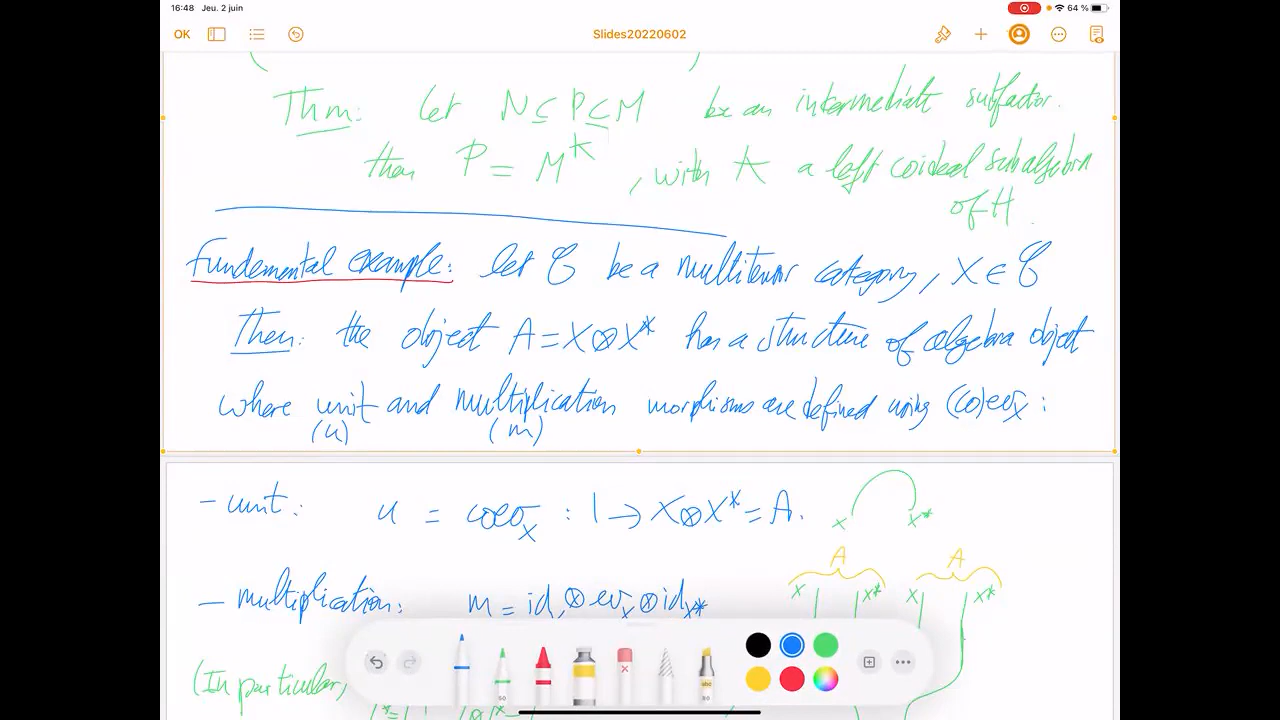 16:48 Jeu. 2 juin 64 %
OK Slides20220602
Thm: let N ⊆ P ⊆ M be an intermediate subfactor.
then P = M^K, with K a left coideal subalgebra
of H.
Fundemental example: let C be a multitensor category, X ∈ C
Then: the object A = X ⊗ X* has a structure of algebra object
where unit and multiplication morphisms are defined using (co)ev_X :
(u) (m)
- unit: u = coev_X : 1 → X ⊗ X* = A.
X X*
A A
X X* X X*
- multiplication: m = id_X ⊗ ev_X ⊗ id_X*
(In particular,